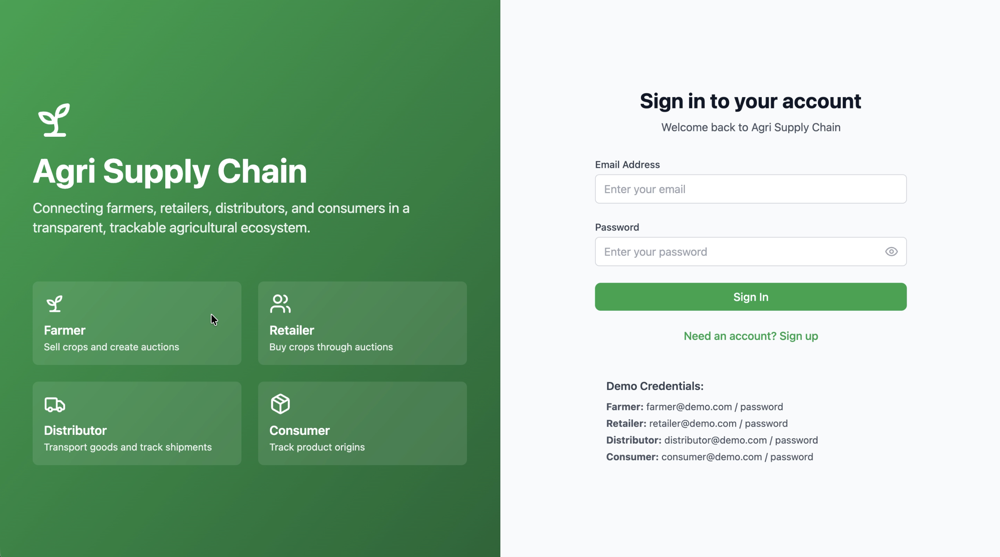 Agri Supply Chain
Connecting farmers, retailers, distributors, and consumers in a
transparent, trackable agricultural ecosystem.
Farmer
Sell crops and create auctions
Retailer
Buy crops through auctions
Distributor
Transport goods and track shipments
Consumer
Track product origins
Sign in to your account
Welcome back to Agri Supply Chain
Email Address
Enter your email
Password
Enter your password
Sign In
Need an account? Sign up
Demo Credentials:
Farmer: farmer@demo.com / password
Retailer: retailer@demo.com / password
Distributor: distributor@demo.com / password
Consumer: consumer@demo.com / password